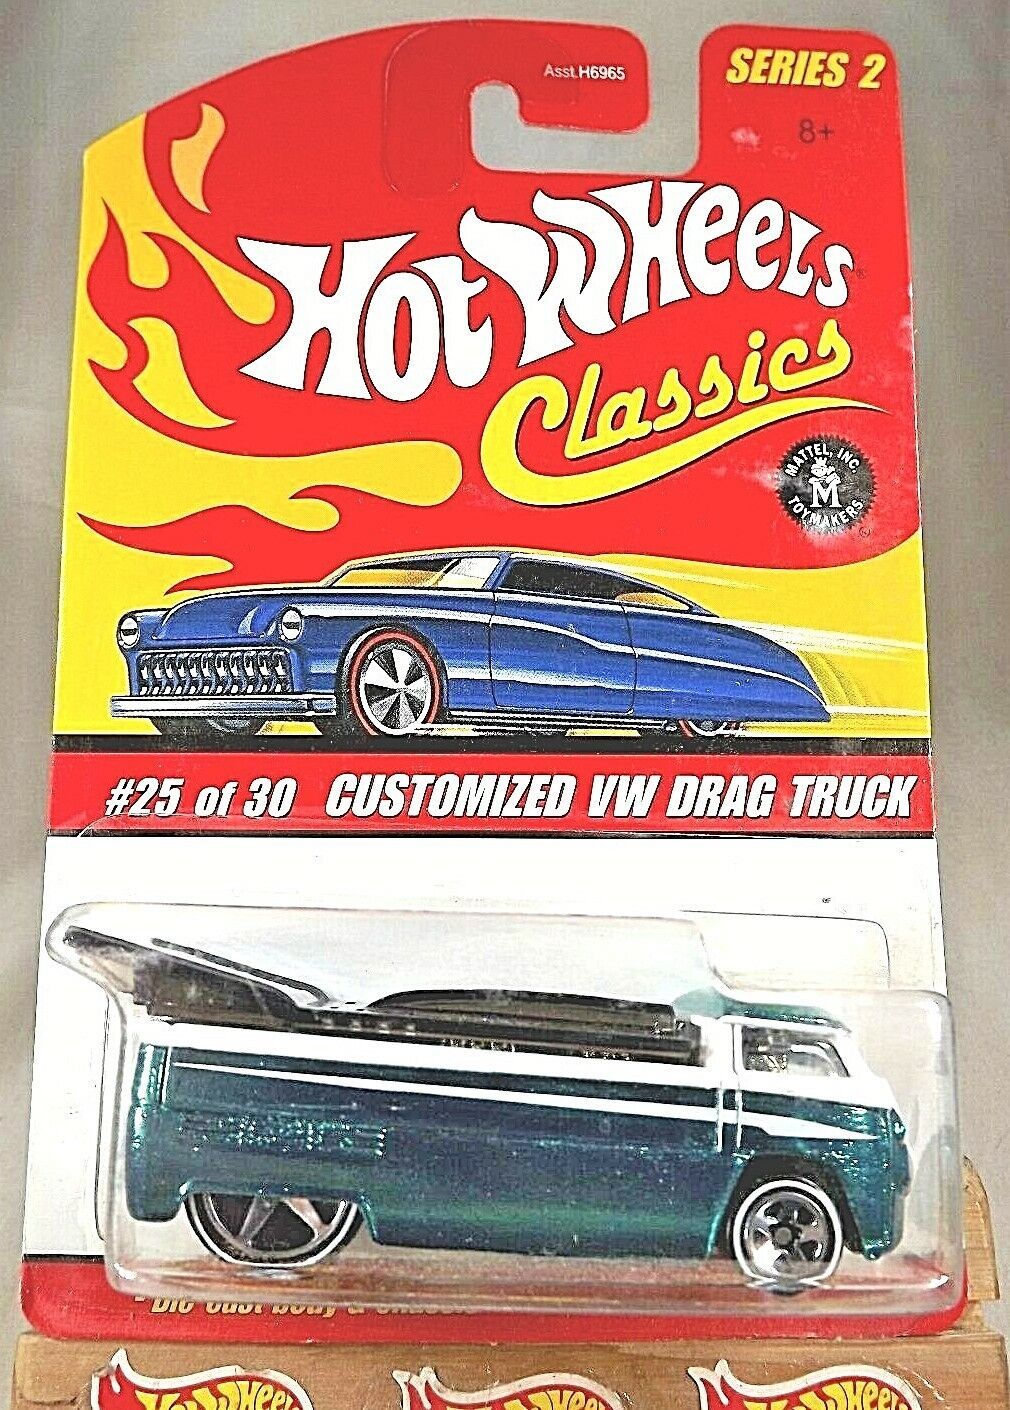 Asst.H6965
SERIES 2
8+
HOT WHEELS
®
Classics
MATTEL, INC.
M
TOYMAKERS
©
#25 of 30 CUSTOMIZED VW DRAG TRUCK
- Die-cast body &
HOT WHEELS
HOT WHEELS
HOT WHEELS